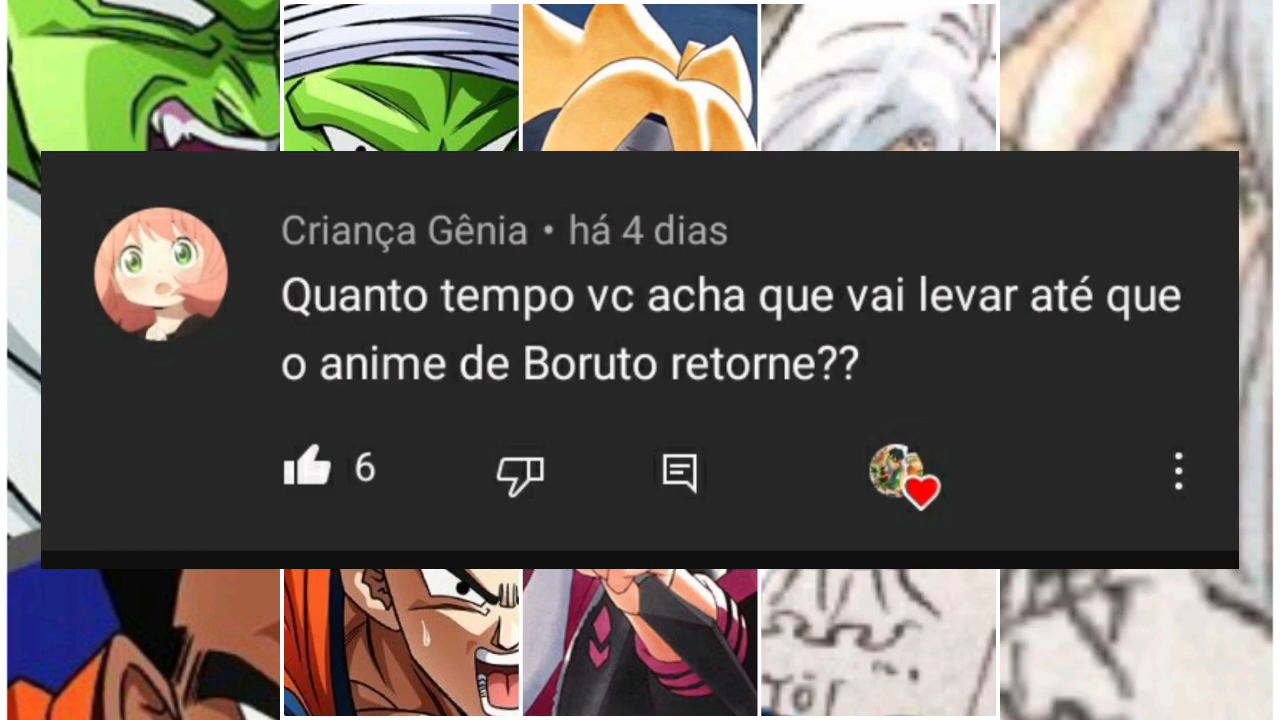 Criança Gênia • há 4 dias
Quanto tempo vc acha que vai levar até que
o anime de Boruto retorne??
6